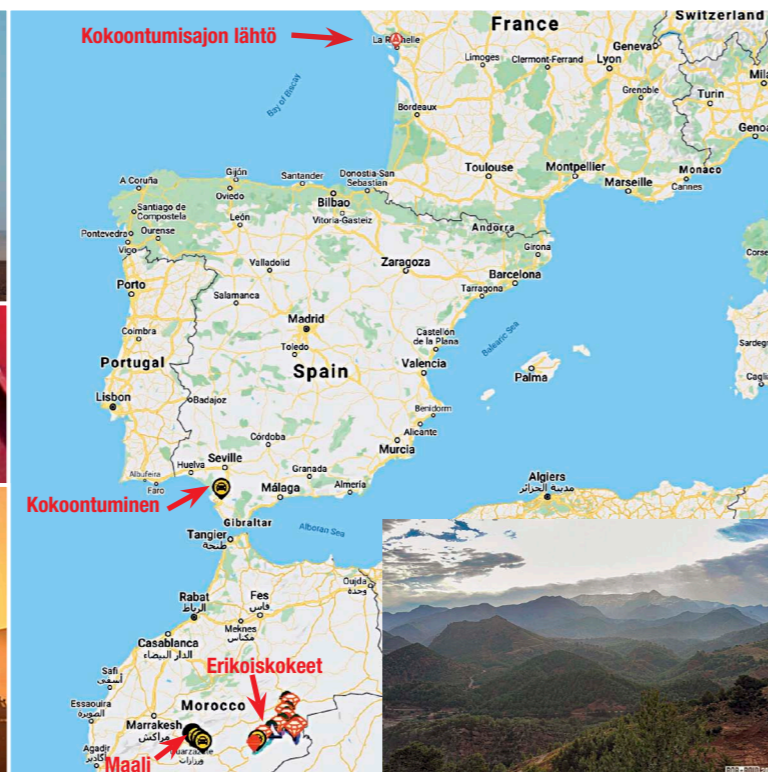 Kokoontumisajon lähtö
France
Switzerland
Geneva
Limoges
Clermont-Ferrand
Lyon
Grenoble
Turin
Bay of Biscay
Bordeaux
Toulouse
Montpellier
Marseille
Monaco
Cannes
A Coruña
Gijón
Oviedo
Santander
Donostia-San
Sebastian
Bilbao
Vitoria-Gasteiz
Santiago de
Compostela
León
Pontevedra
Ourense
Vigo
Andorra
Girona
Valladolid
Zaragoza
Barcelona
Tarragona
Porto
Salamanca
Madrid
Toledo
Coimbra
Castellón
de la Plana
Balearic Sea
Portugal
Spain
Valencia
Palma
Lisbon
Badajoz
Benidorm
Alicante
Murcia
Córdoba
Seville
Huelva
Granada
Albufeira
Faro
Málaga
Almería
Kokoontuminen
Algiers
مدينة الجزائر
Gibraltar
Alboran Sea
Tangier
طنجة
Oujda
وجدة
Rabat
الرباط
Fes
فاس
Meknes
مكناس
Casablanca
الدار البيضاء
Erikoiskokeet
Safi
آسفي
Morocco
Essaouira
الصويرة
Marrakesh
مراكش
Agadir
أكادير
ورزازات
Maali